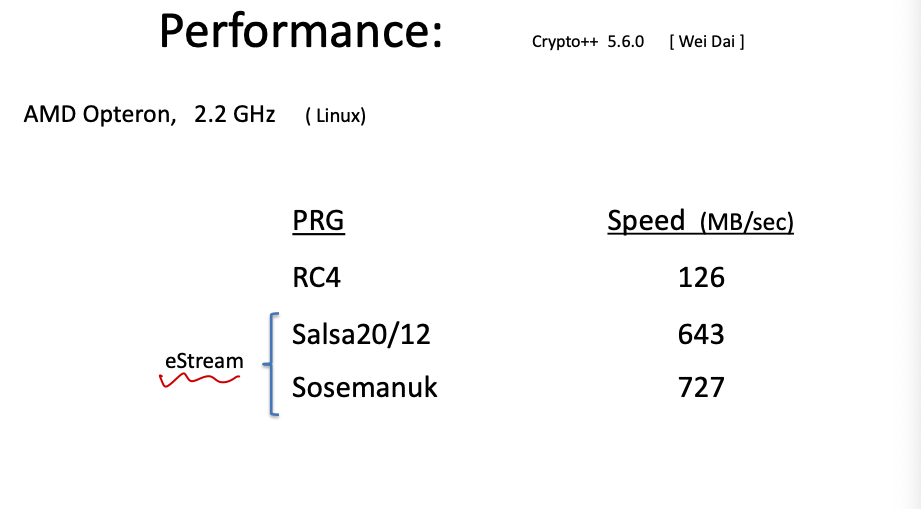 Performance: Crypto++ 5.6.0 [ Wei Dai ]
AMD Opteron, 2.2 GHz ( Linux)
PRG Speed (MB/sec)
RC4 126
Salsa20/12 643
eStream
Sosemanuk 727